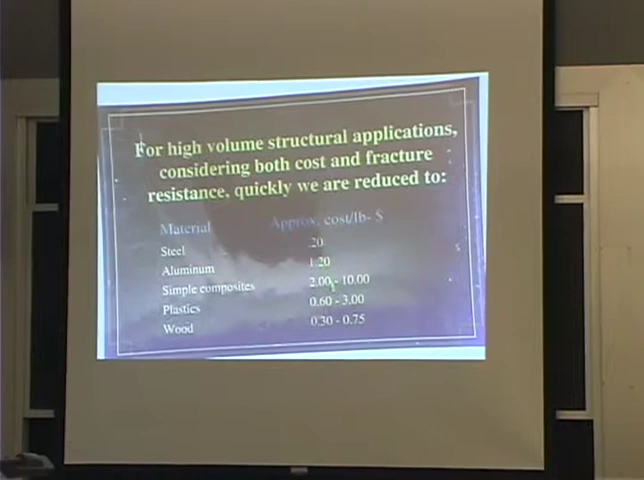 For high volume structural applications,
considering both cost and fracture
resistance, quickly we are reduced to:
Material Approx. cost/lb- $
Steel .20
Aluminum 1.20
Simple composites 2.00 - 10.00
Plastics 0.60 - 3.00
Wood 0.30 - 0.75